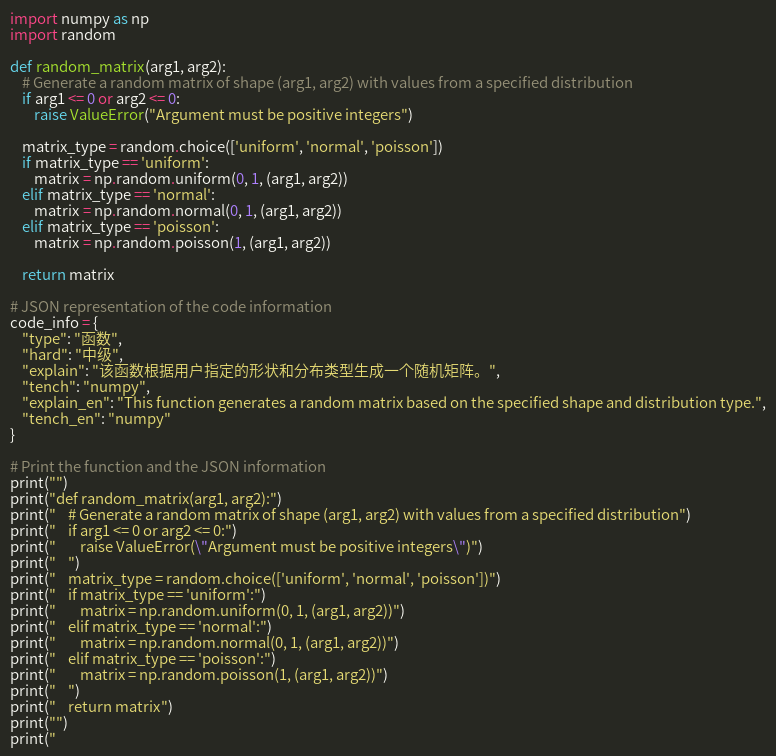 import numpy as np
import random

def random_matrix(arg1, arg2):
    # Generate a random matrix of shape (arg1, arg2) with values from a specified distribution
    if arg1 <= 0 or arg2 <= 0:
        raise ValueError("Argument must be positive integers")

    matrix_type = random.choice(['uniform', 'normal', 'poisson'])
    if matrix_type == 'uniform':
        matrix = np.random.uniform(0, 1, (arg1, arg2))
    elif matrix_type == 'normal':
        matrix = np.random.normal(0, 1, (arg1, arg2))
    elif matrix_type == 'poisson':
        matrix = np.random.poisson(1, (arg1, arg2))

    return matrix

# JSON representation of the code information
code_info = {
    "type": "函数",
    "hard": "中级",
    "explain": "该函数根据用户指定的形状和分布类型生成一个随机矩阵。",
    "tench": "numpy",
    "explain_en": "This function generates a random matrix based on the specified shape and distribution type.",
    "tench_en": "numpy"
}

# Print the function and the JSON information
print("")
print("def random_matrix(arg1, arg2):")
print("    # Generate a random matrix of shape (arg1, arg2) with values from a specified distribution")
print("    if arg1 <= 0 or arg2 <= 0:")
print("        raise ValueError(\"Argument must be positive integers\")")
print("    ")
print("    matrix_type = random.choice(['uniform', 'normal', 'poisson'])")
print("    if matrix_type == 'uniform':")
print("        matrix = np.random.uniform(0, 1, (arg1, arg2))")
print("    elif matrix_type == 'normal':")
print("        matrix = np.random.normal(0, 1, (arg1, arg2))")
print("    elif matrix_type == 'poisson':")
print("        matrix = np.random.poisson(1, (arg1, arg2))")
print("    ")
print("    return matrix")
print("")
print("